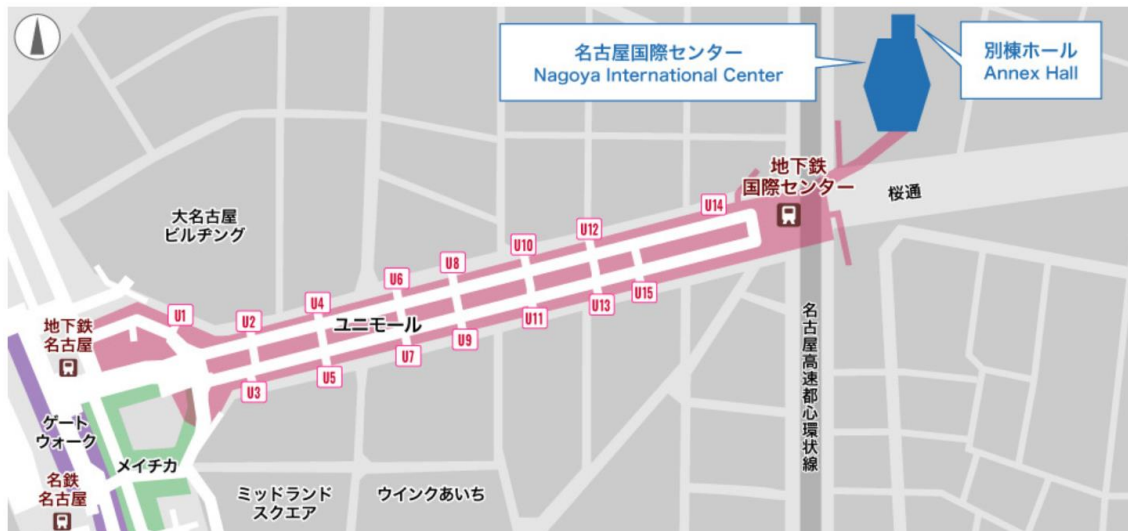 名古屋国際センター
Nagoya International Center
別棟ホール
Annex Hall
地下鉄
国際センター
桜通
大名古屋
ビルヂング
U14
U12
U10
U8
U6
U4
U2
U1
ユニモール
U15
U13
U11
U9
U7
U5
U3
地下鉄
名古屋
名古屋高速都心環状線
ゲート
ウォーク
メイチカ
名鉄
名古屋
ミッドランド
スクエア
ウインクあいち